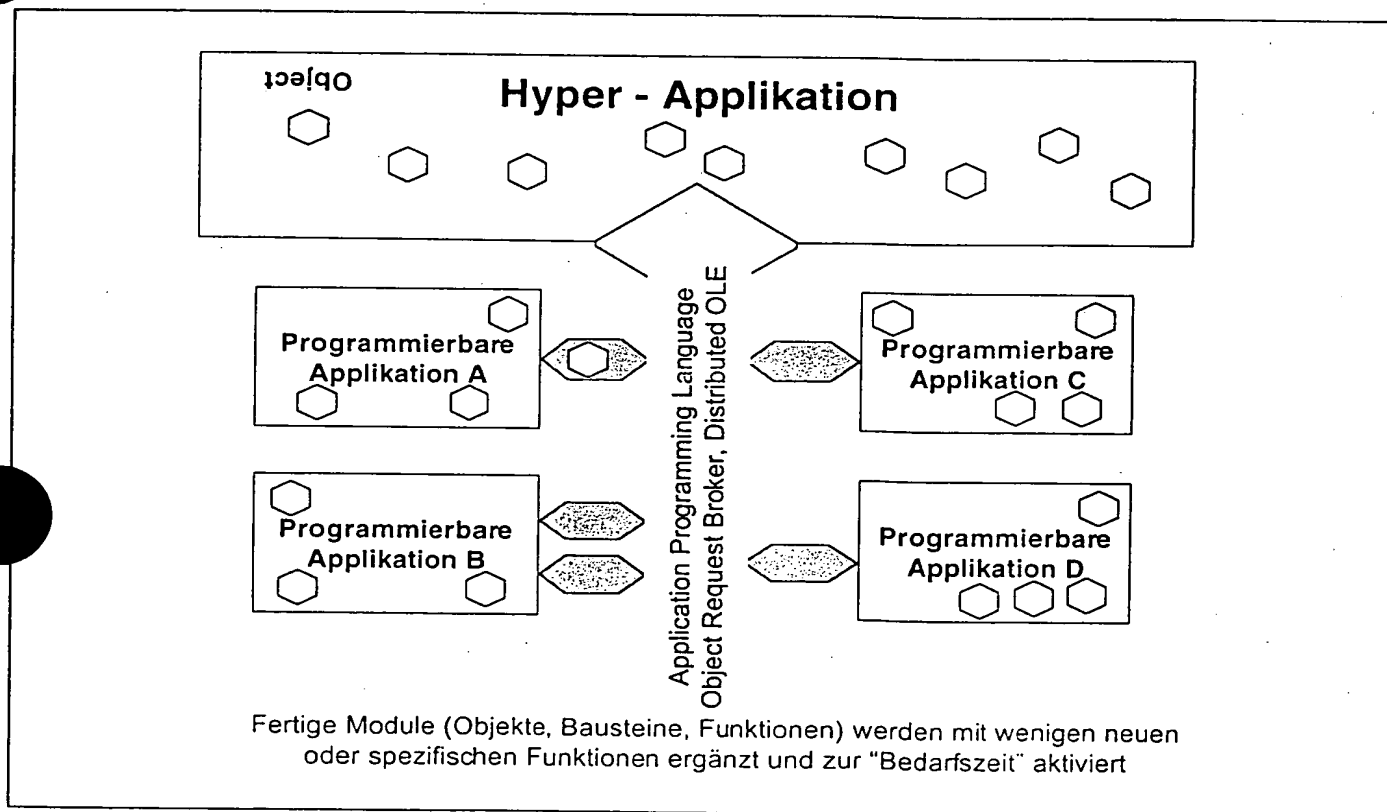 Object
Hyper - Applikation
Programmierbare
Applikation A
Programmierbare
Applikation B
Application Programming Language
Object Request Broker, Distributed OLE
Programmierbare
Applikation C
Programmierbare
Applikation D
Fertige Module (Objekte, Bausteine, Funktionen) werden mit wenigen neuen
oder spezifischen Funktionen ergänzt und zur "Bedarfszeit" aktiviert